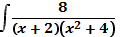 ∫ 8/((x + 2)(x² + 4))